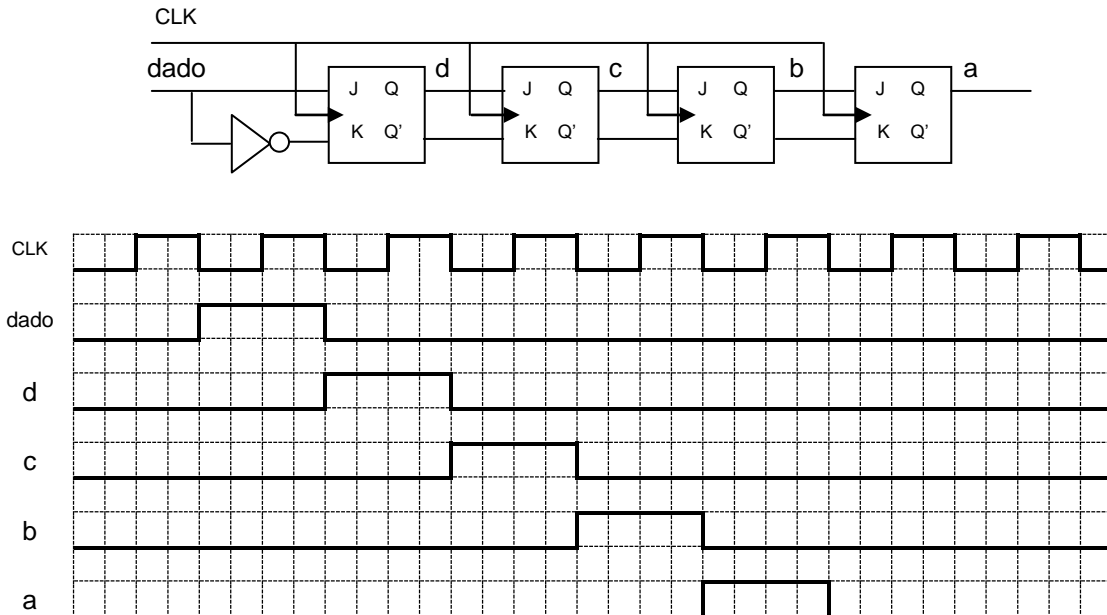 CLK
dado d c b a
J Q J Q J Q J Q
K Q' K Q' K Q' K Q'
CLK
dado
d
c
b
a